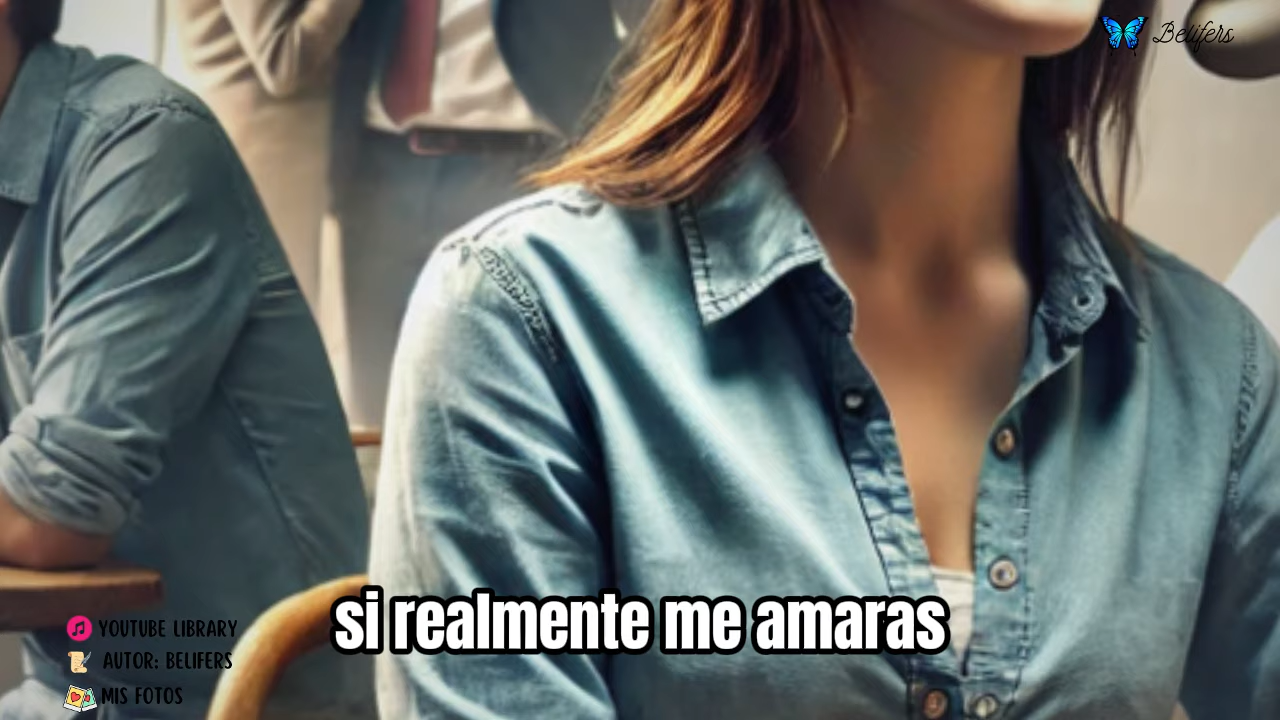 Belifers
si realmente me amaras
YOUTUBE LIBRARY
AUTOR: BELIFERS
MIS FOTOS